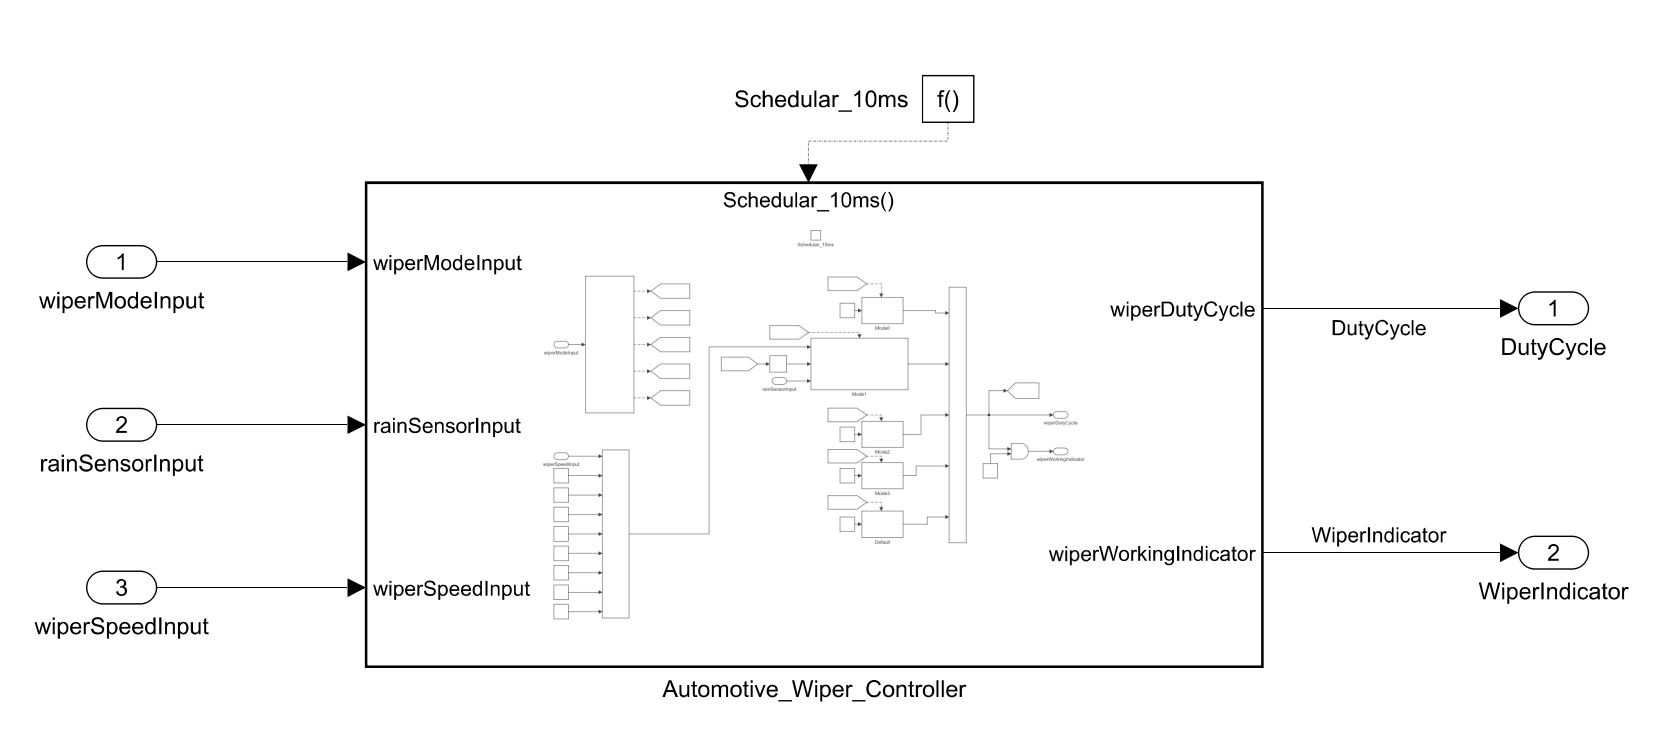 Schedular_10ms
f()
Schedular_10ms()
Schedular_10ms
1
wiperModeInput
wiperModeInput
2
rainSensorInput
rainSensorInput
3
wiperSpeedInput
wiperSpeedInput
wiperModeInput
wiperSpeedInput
Mode0
rainSensorInput
Mode1
Mode2
Mode3
Default
wiperDutyCycle
wiperWorkingIndicator
wiperDutyCycle
DutyCycle
1
DutyCycle
wiperWorkingIndicator
WiperIndicator
2
WiperIndicator
Automotive_Wiper_Controller